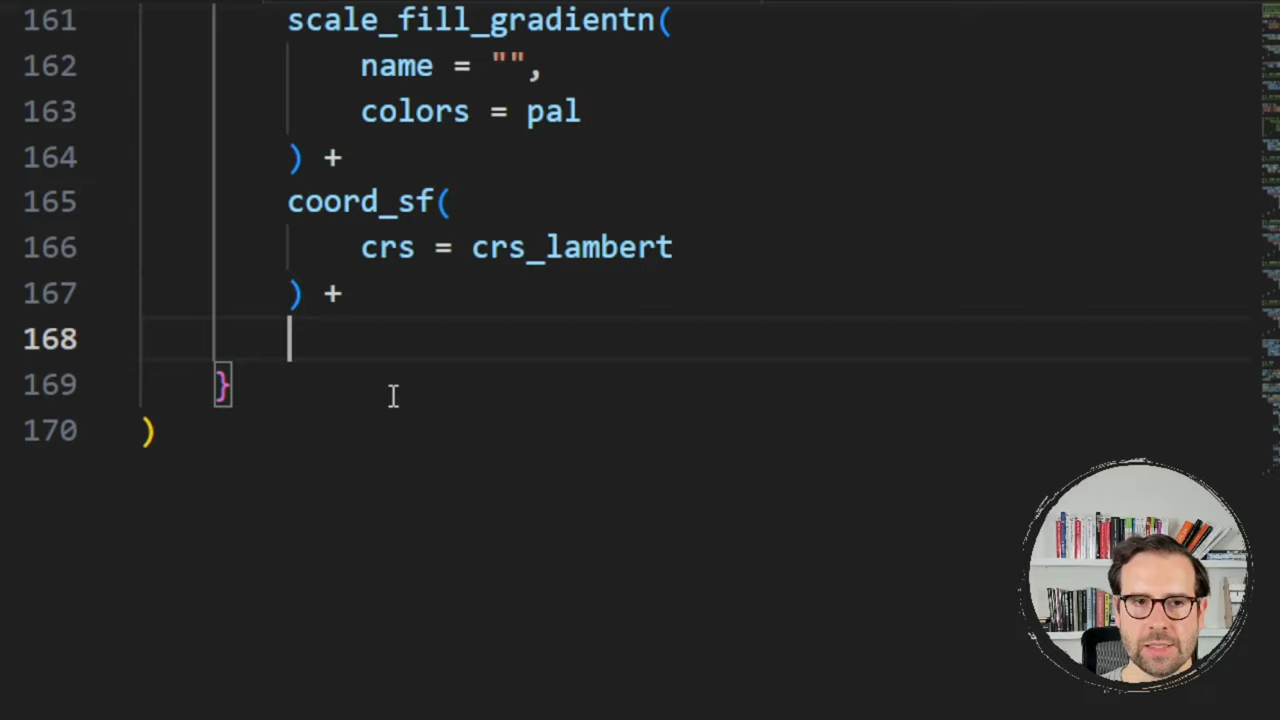 161 scale_fill_gradientn(
162 name = "",
163 colors = pal
164 ) +
165 coord_sf(
166 crs = crs_lambert
167 ) +
168
169 }
170 )